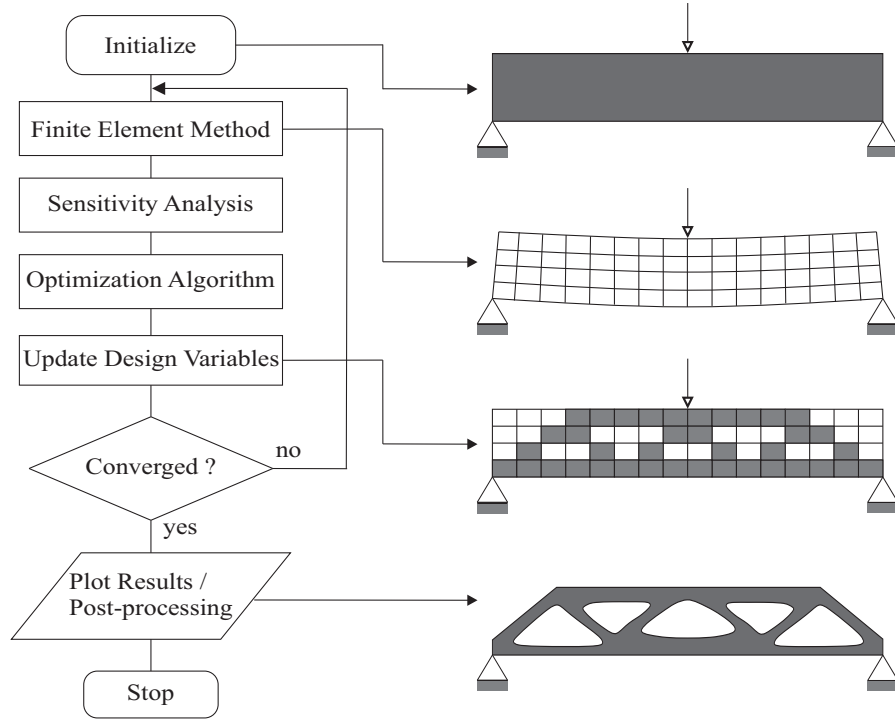 Initialize
Finite Element Method
Sensitivity Analysis
Optimization Algorithm
Update Design Variables
Converged ?
no
yes
Plot Results /
Post-processing
Stop